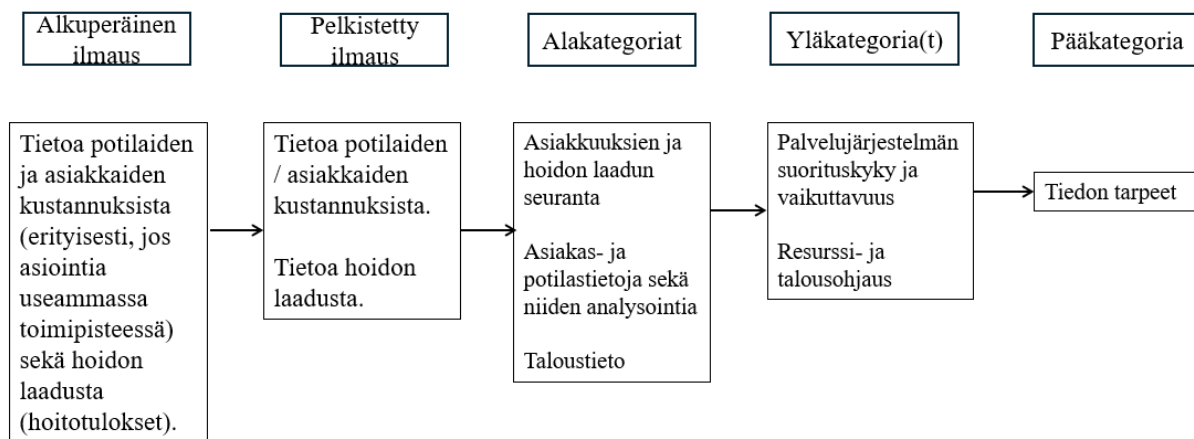 Alkuperäinen
ilmaus
Pelkistetty
ilmaus
Alakategoriat
Yläkategoria(t)
Pääkategoria
Tietoa potilaiden
ja asiakkaiden
kustannuksista
(erityisesti, jos
asiointia
useammassa
toimipisteessä)
sekä hoidon
laadusta
(hoitotulokset).
Tietoa potilaiden
/ asiakkaiden
kustannuksista.
Tietoa hoidon
laadusta.
Asiakkuuksien ja
hoidon laadun
seuranta
Asiakas- ja
potilastietoja sekä
niiden analysointia
Taloustieto
Palvelujärjestelmän
suorituskyky ja
vaikuttavuus
Resurssi- ja
talousohjaus
Tiedon tarpeet